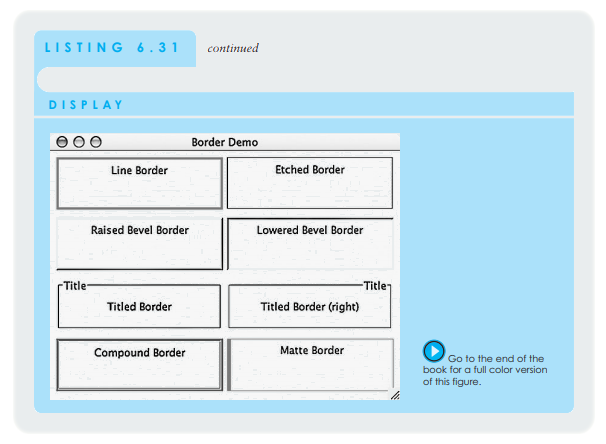 LISTING 6.31 continued
DISPLAY
Border Demo
Line Border
Etched Border
Raised Bevel Border
Lowered Bevel Border
Title
Titled Border
Title
Titled Border (right)
Compound Border
Matte Border
Go to the end of the
book for a full color version
of this figure.